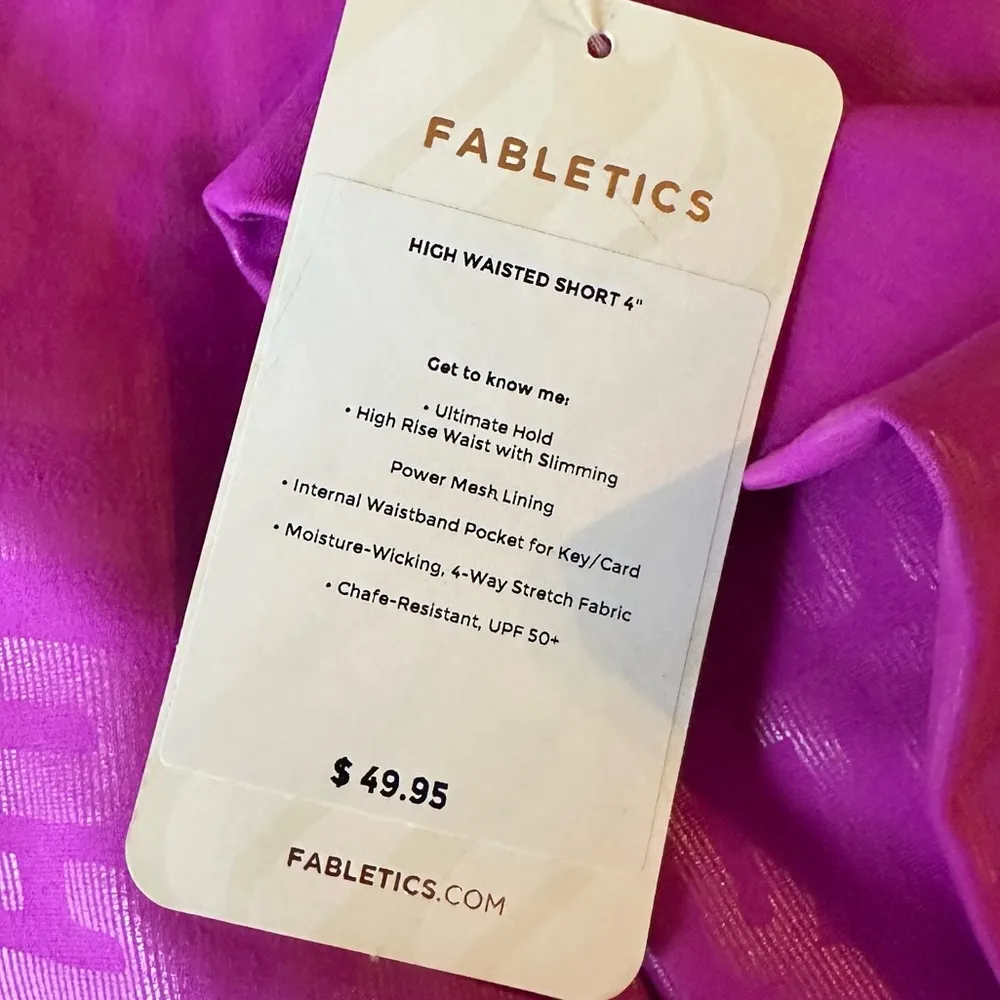 FABLETICS
HIGH WAISTED SHORT 4"
Get to know me:
• Ultimate Hold
• High Rise Waist with Slimming
Power Mesh Lining
• Internal Waistband Pocket for Key/Card
• Moisture-Wicking, 4-Way Stretch Fabric
• Chafe-Resistant, UPF 50+
$ 49.95
FABLETICS.COM